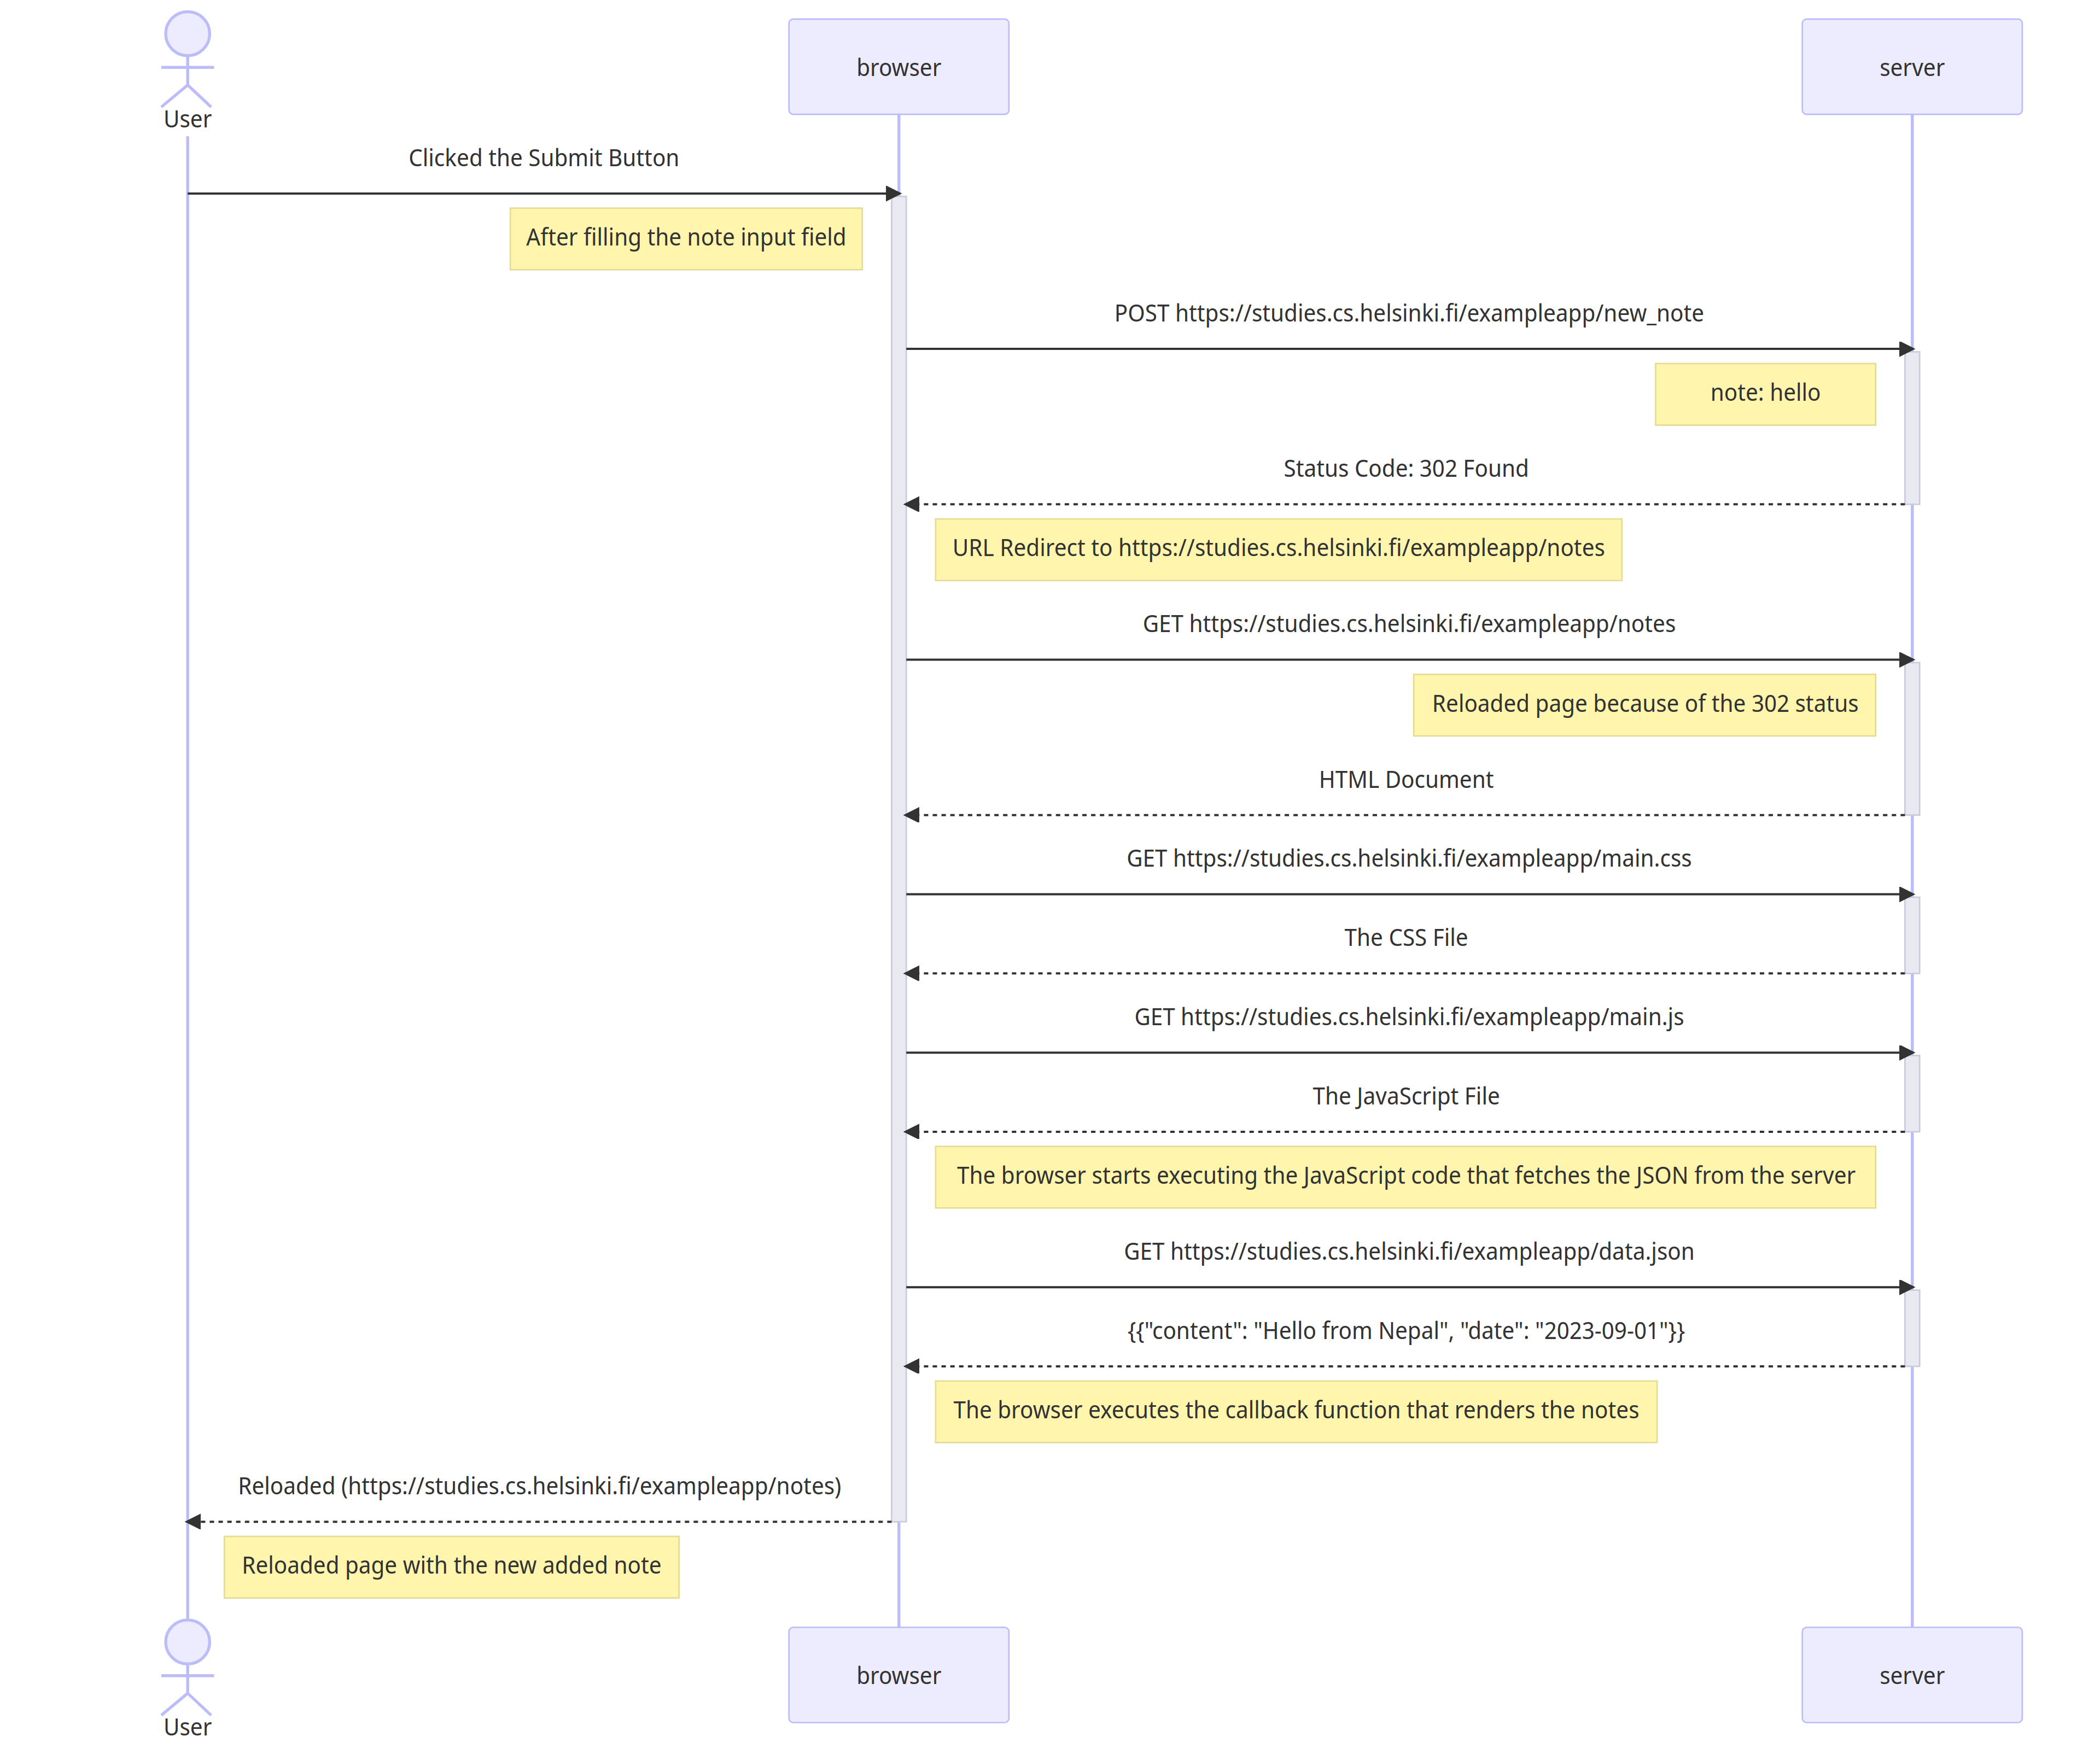 User
browser
server
Clicked the Submit Button
After filling the note input field
POST https://studies.cs.helsinki.fi/exampleapp/new_note
note: hello
Status Code: 302 Found
URL Redirect to https://studies.cs.helsinki.fi/exampleapp/notes
GET https://studies.cs.helsinki.fi/exampleapp/notes
Reloaded page because of the 302 status
HTML Document
GET https://studies.cs.helsinki.fi/exampleapp/main.css
The CSS File
GET https://studies.cs.helsinki.fi/exampleapp/main.js
The JavaScript File
The browser starts executing the JavaScript code that fetches the JSON from the server
GET https://studies.cs.helsinki.fi/exampleapp/data.json
{{"content": "Hello from Nepal", "date": "2023-09-01"}}
The browser executes the callback function that renders the notes
Reloaded (https://studies.cs.helsinki.fi/exampleapp/notes)
Reloaded page with the new added note
User
browser
server